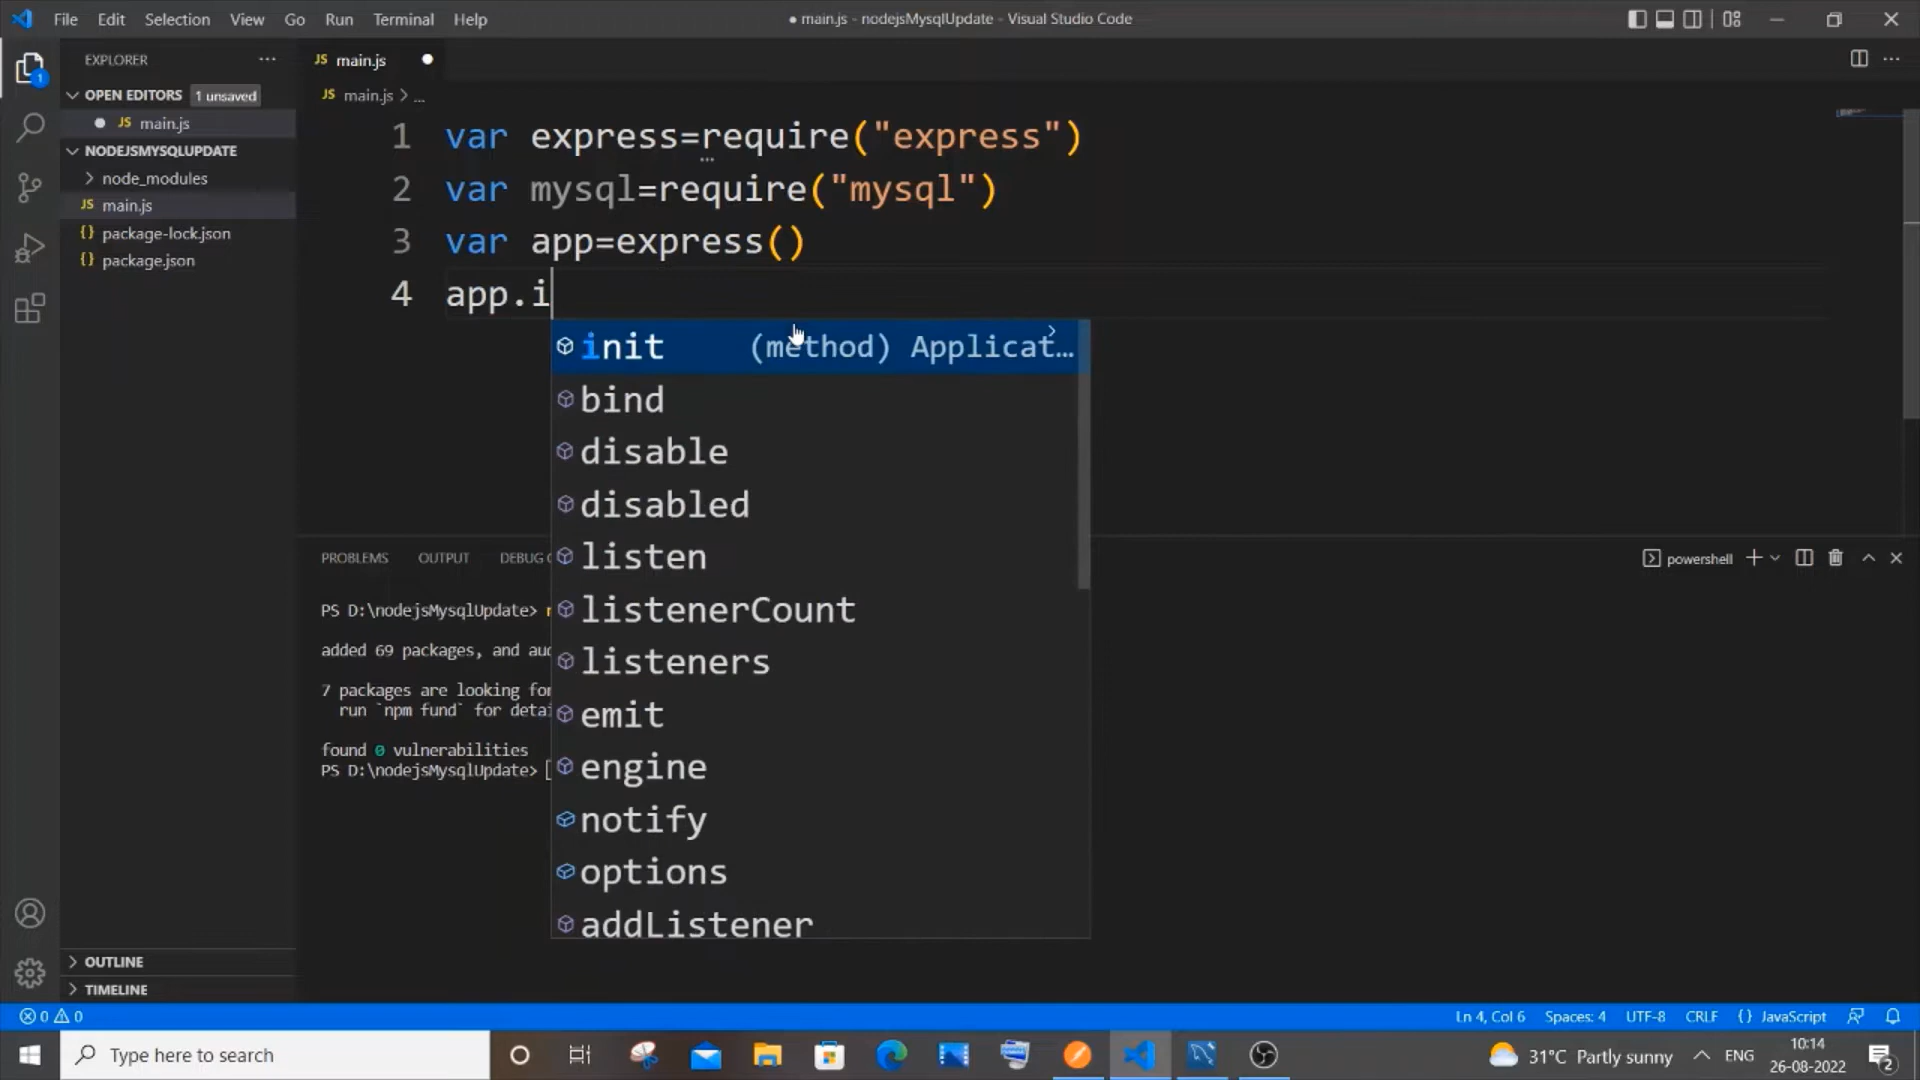 File Edit Selection View Go Run Terminal Help
● main.js - nodejsMysqlUpdate - Visual Studio Code
EXPLORER
OPEN EDITORS 1 unsaved
JS main.js
NODEJSMYSQLUPDATE
node_modules
JS main.js
{} package-lock.json
{} package.json
OUTLINE
TIMELINE
JS main.js
JS main.js > ...
1 var express=require("express")
2 var mysql=require("mysql")
3 var app=express()
4 app.i
init (method) Applicat…
bind
disable
disabled
listen
listenerCount
listeners
emit
engine
notify
options
addListener
PROBLEMS OUTPUT DEBUG
powershell
PS D:\nodejsMysqlUpdate>
added 69 packages, and
7 packages are looking
run `npm fund` for
found 0 vulnerabilities
PS D:\nodejsMysqlUpdate>
0 0
Ln 4, Col 6 Spaces: 4 UTF-8 CRLF {} JavaScript
Type here to search
31°C Partly sunny
ENG
10:14
26-08-2022
2
1